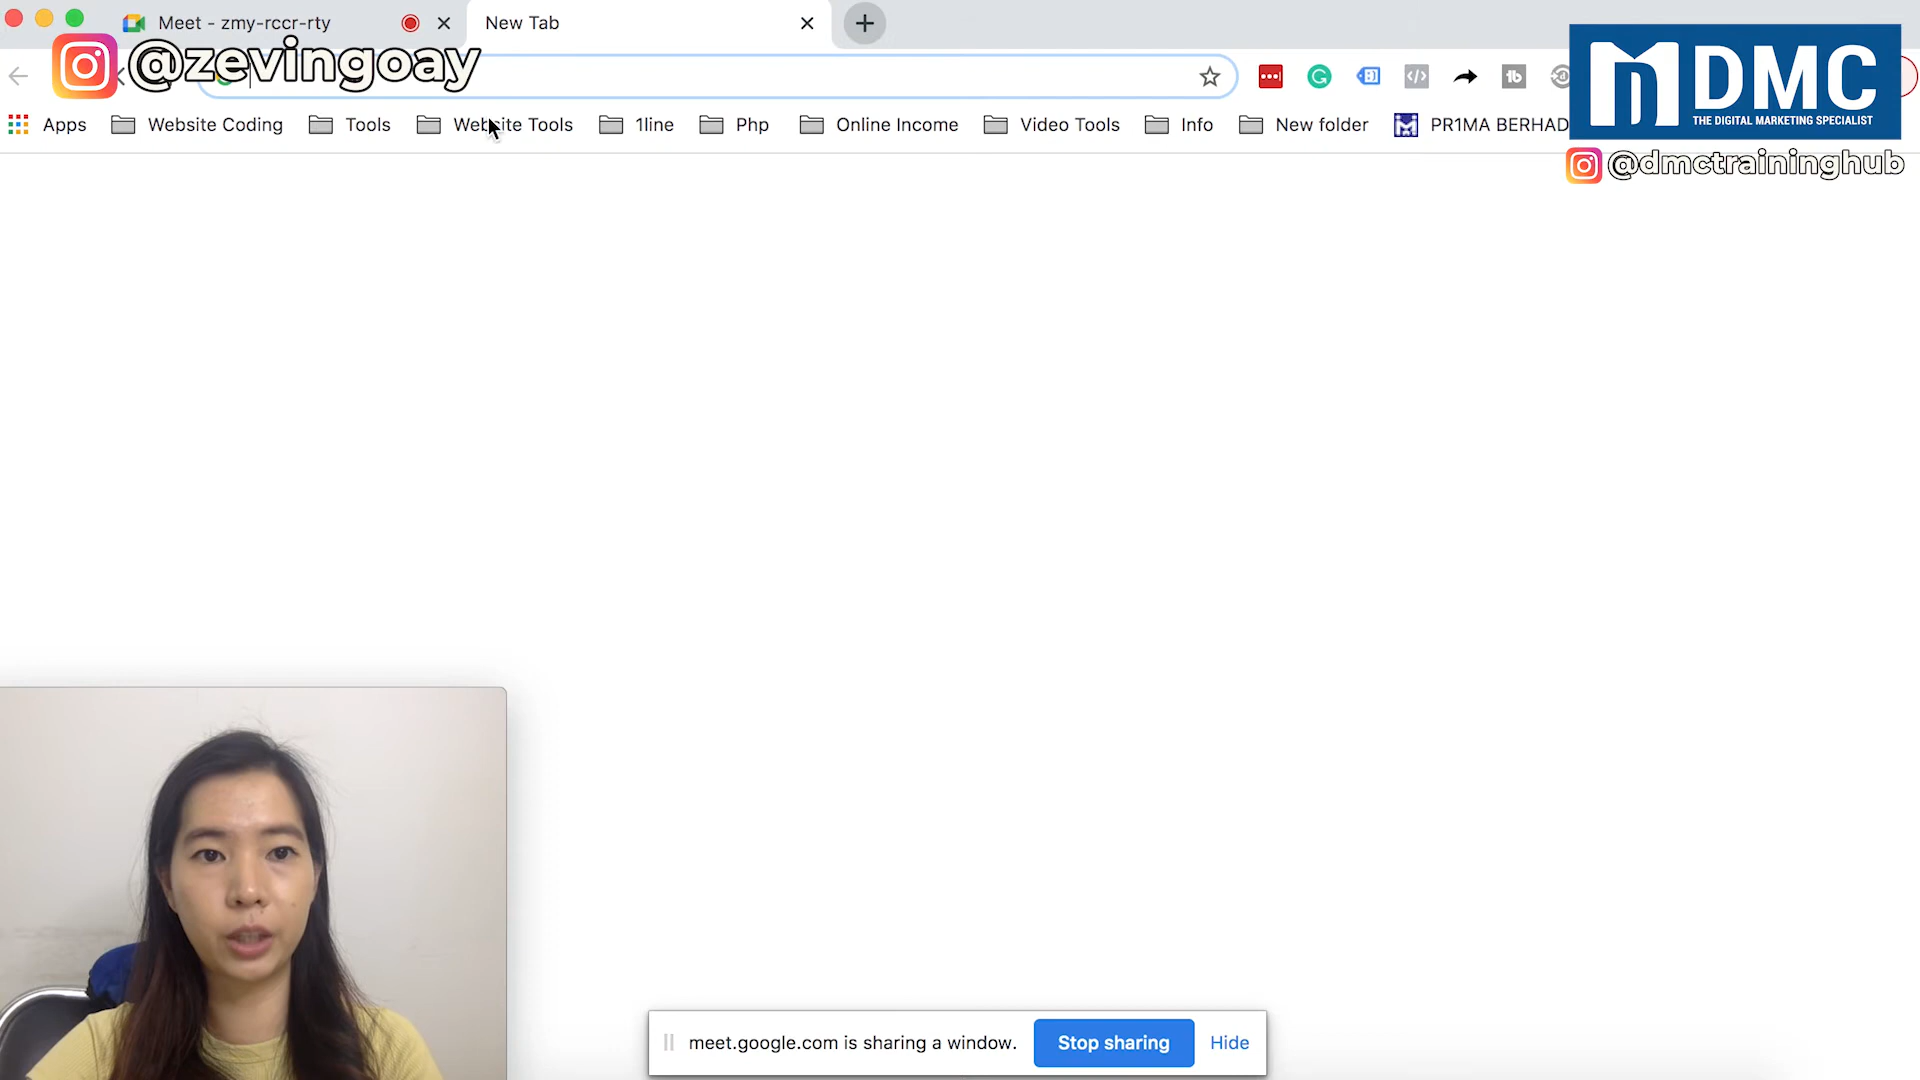 Meet - zmy-rccr-rty
New Tab
@zevingoay
Apps
Website Coding
Tools
Website Tools
1line
Php
Online Income
Video Tools
Info
New folder
PR1MA BERHAD
DMC
THE DIGITAL MARKETING SPECIALIST
@dmctraininghub
meet.google.com is sharing a window.
Stop sharing
Hide